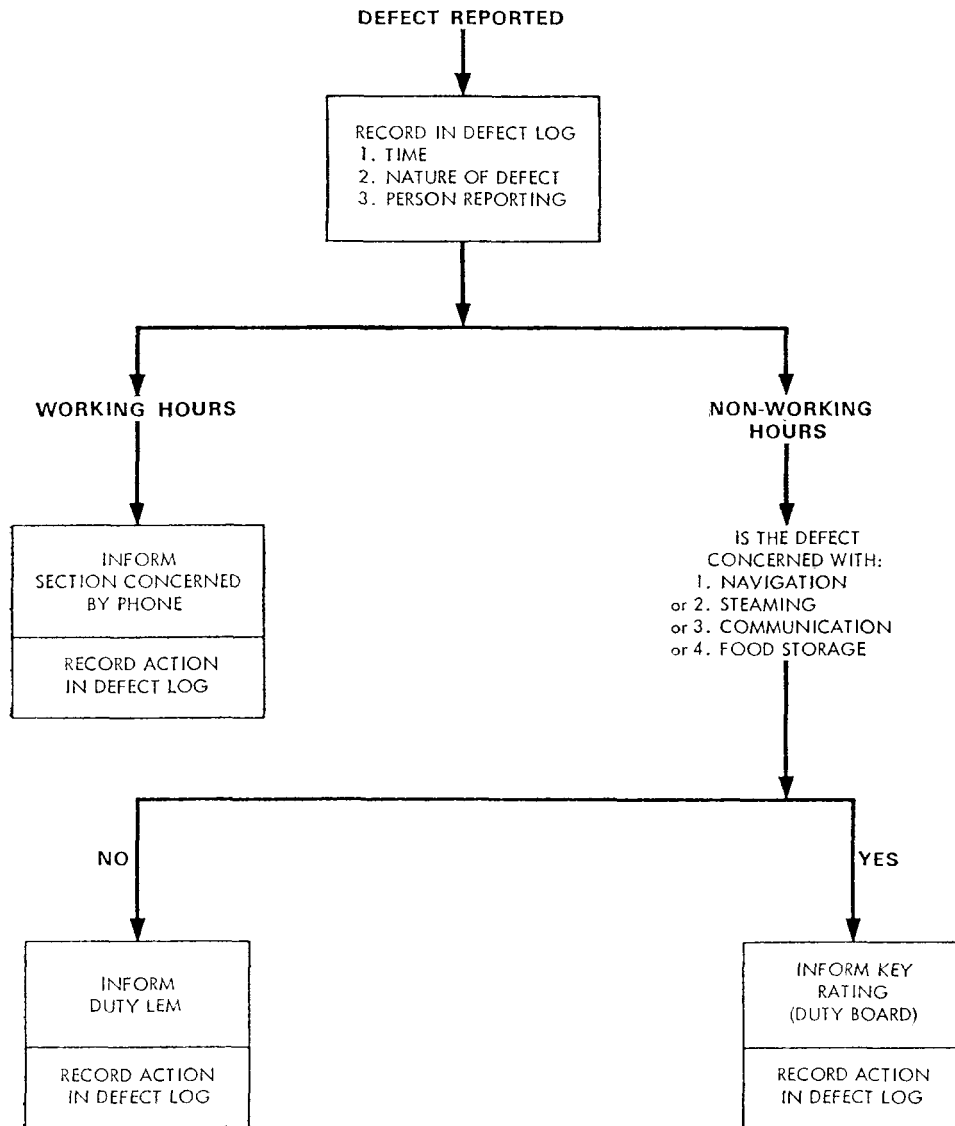 DEFECT REPORTED
RECORD IN DEFECT LOG
1. TIME
2. NATURE OF DEFECT
3. PERSON REPORTING
WORKING HOURS
NON-WORKING
HOURS
INFORM
SECTION CONCERNED
BY PHONE
RECORD ACTION
IN DEFECT LOG
IS THE DEFECT
CONCERNED WITH:
1. NAVIGATION
or 2. STEAMING
or 3. COMMUNICATION
or 4. FOOD STORAGE
NO
YES
INFORM
DUTY LEM
RECORD ACTION
IN DEFECT LOG
INFORM KEY
RATING
(DUTY BOARD)
RECORD ACTION
IN DEFECT LOG